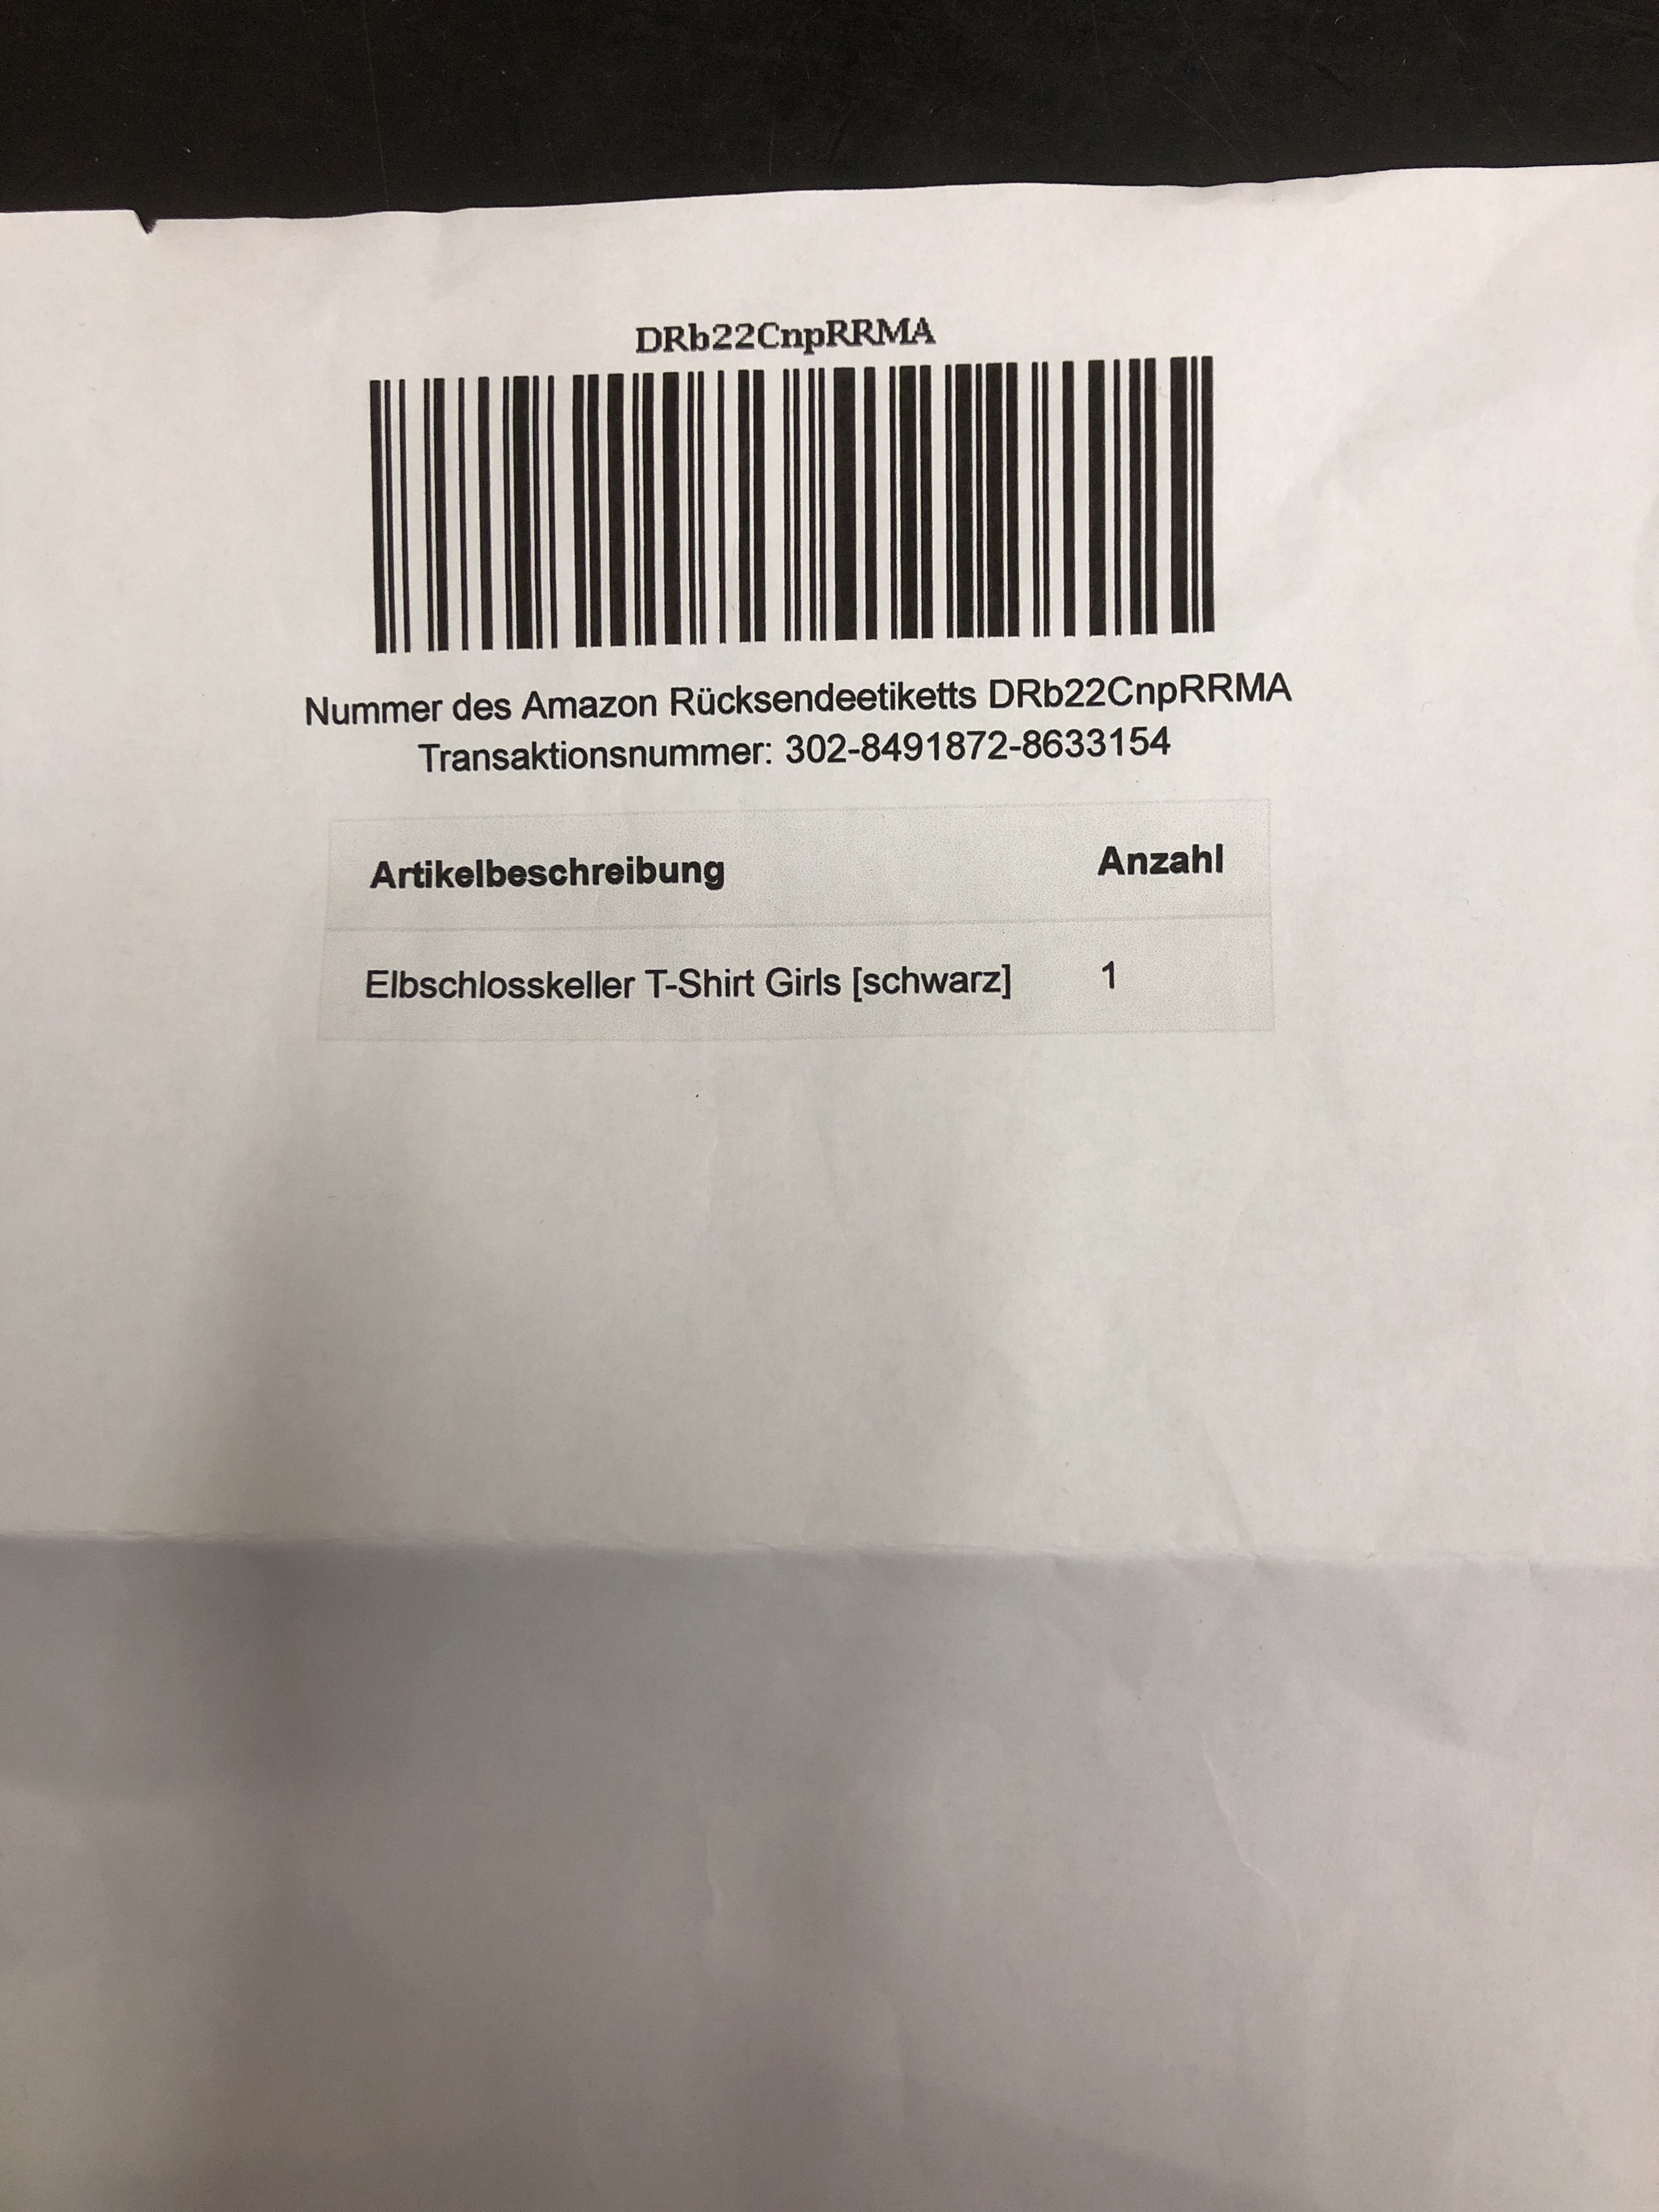 DRb22CnpRRMA
Nummer des Amazon Rücksendeetiketts DRb22CnpRRMA
Transaktionsnummer: 302-8491872-8633154
Artikelbeschreibung Anzahl
Elbschlosskeller T-Shirt Girls [schwarz] 1